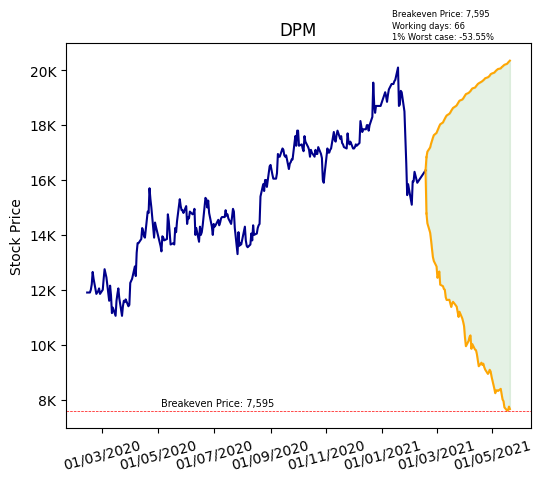 Breakeven Price: 7,595
Working days: 66
1% Worst case: -53.55%
DPM
20K
18K
16K
14K
12K
10K
8K
Stock Price
Breakeven Price: 7,595
01/03/2020
01/05/2020
01/07/2020
01/09/2020
01/11/2020
01/01/2021
01/03/2021
01/05/2021